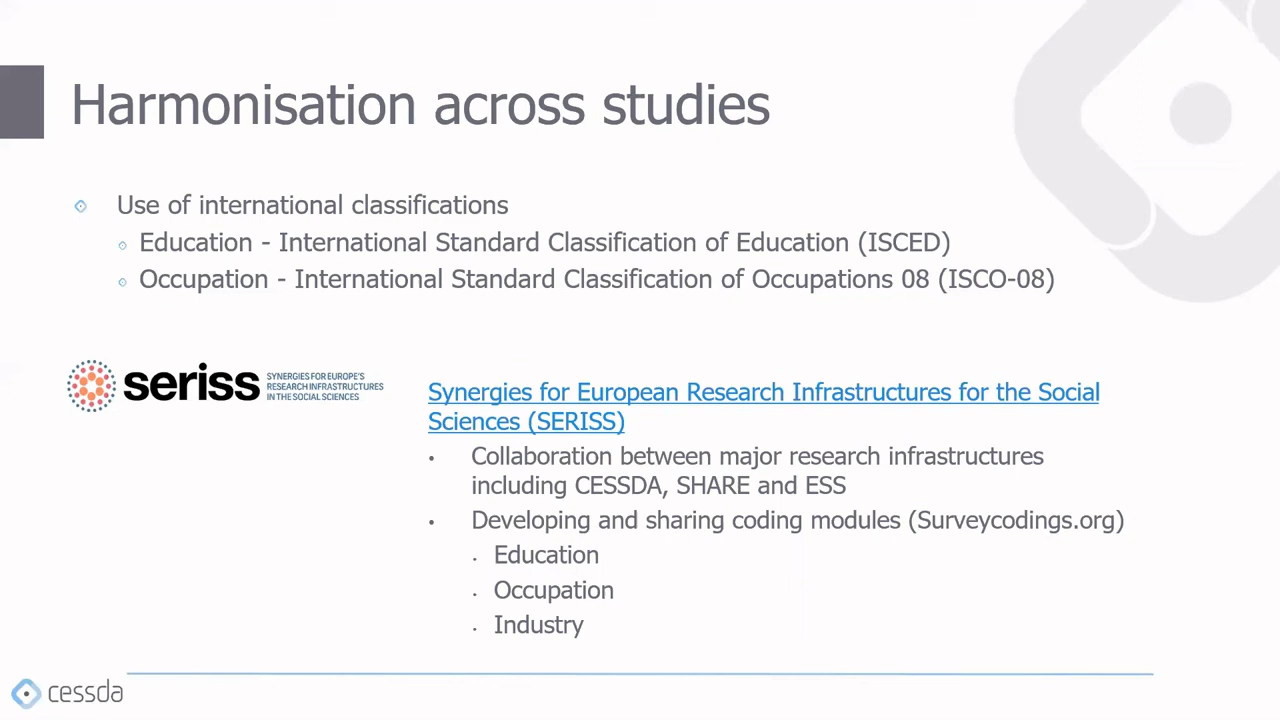 Harmonisation across studies
Use of international classifications
Education - International Standard Classification of Education (ISCED)
Occupation - International Standard Classification of Occupations 08 (ISCO-08)
seriss
SYNERGIES FOR EUROPE'S
RESEARCH INFRASTRUCTURES
IN THE SOCIAL SCIENCES
Synergies for European Research Infrastructures for the Social
Sciences (SERISS)
Collaboration between major research infrastructures
including CESSDA, SHARE and ESS
Developing and sharing coding modules (Surveycodings.org)
Education
Occupation
Industry
cessda